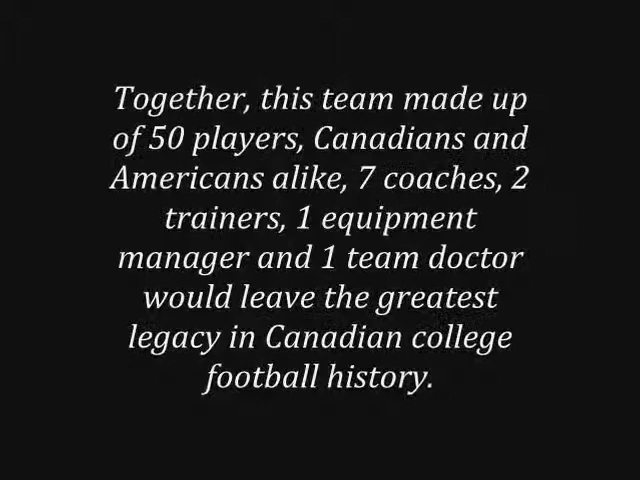 Together, this team made up
of 50 players, Canadians and
Americans alike, 7 coaches, 2
trainers, 1 equipment
manager and 1 team doctor
would leave the greatest
legacy in Canadian college
football history.